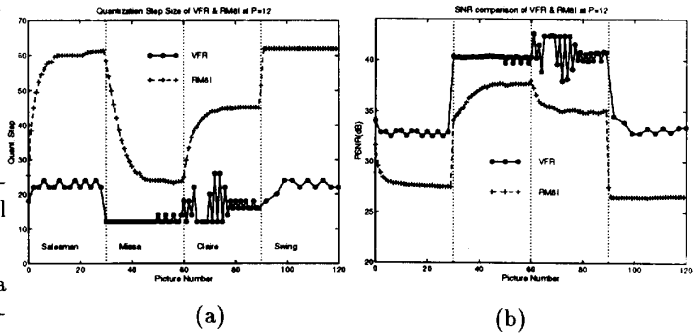 Quantization Step Size of VFR & RM8I at P=12
70
60
50
40
30
20
10
0
Quant Step
VFR
RM8I
Salesman
Missa
Claire
Swing
0
20
40
60
80
100
120
Picture Number
(a)
SNR comparison of VFR & RM8I at P=12
40
35
30
25
20
PSNR(dB)
VFR
RM8I
0
20
40
60
80
100
120
Picture Number
(b)
l
a